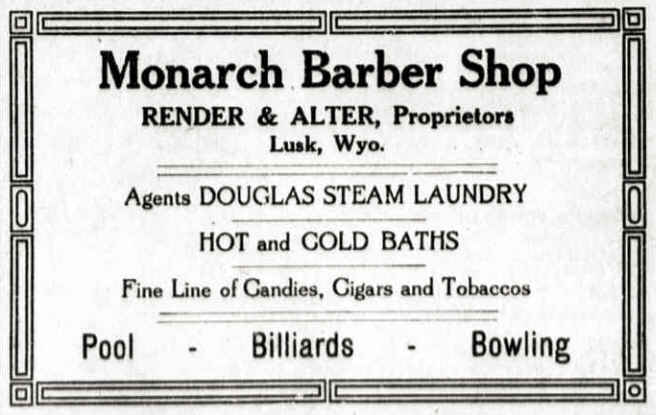 Monarch Barber Shop
RENDER & ALTER, Proprietors
Lusk, Wyo.
Agents DOUGLAS STEAM LAUNDRY
HOT and COLD BATHS
Fine Line of Candies, Cigars and Tobaccos
Pool - Billiards - Bowling